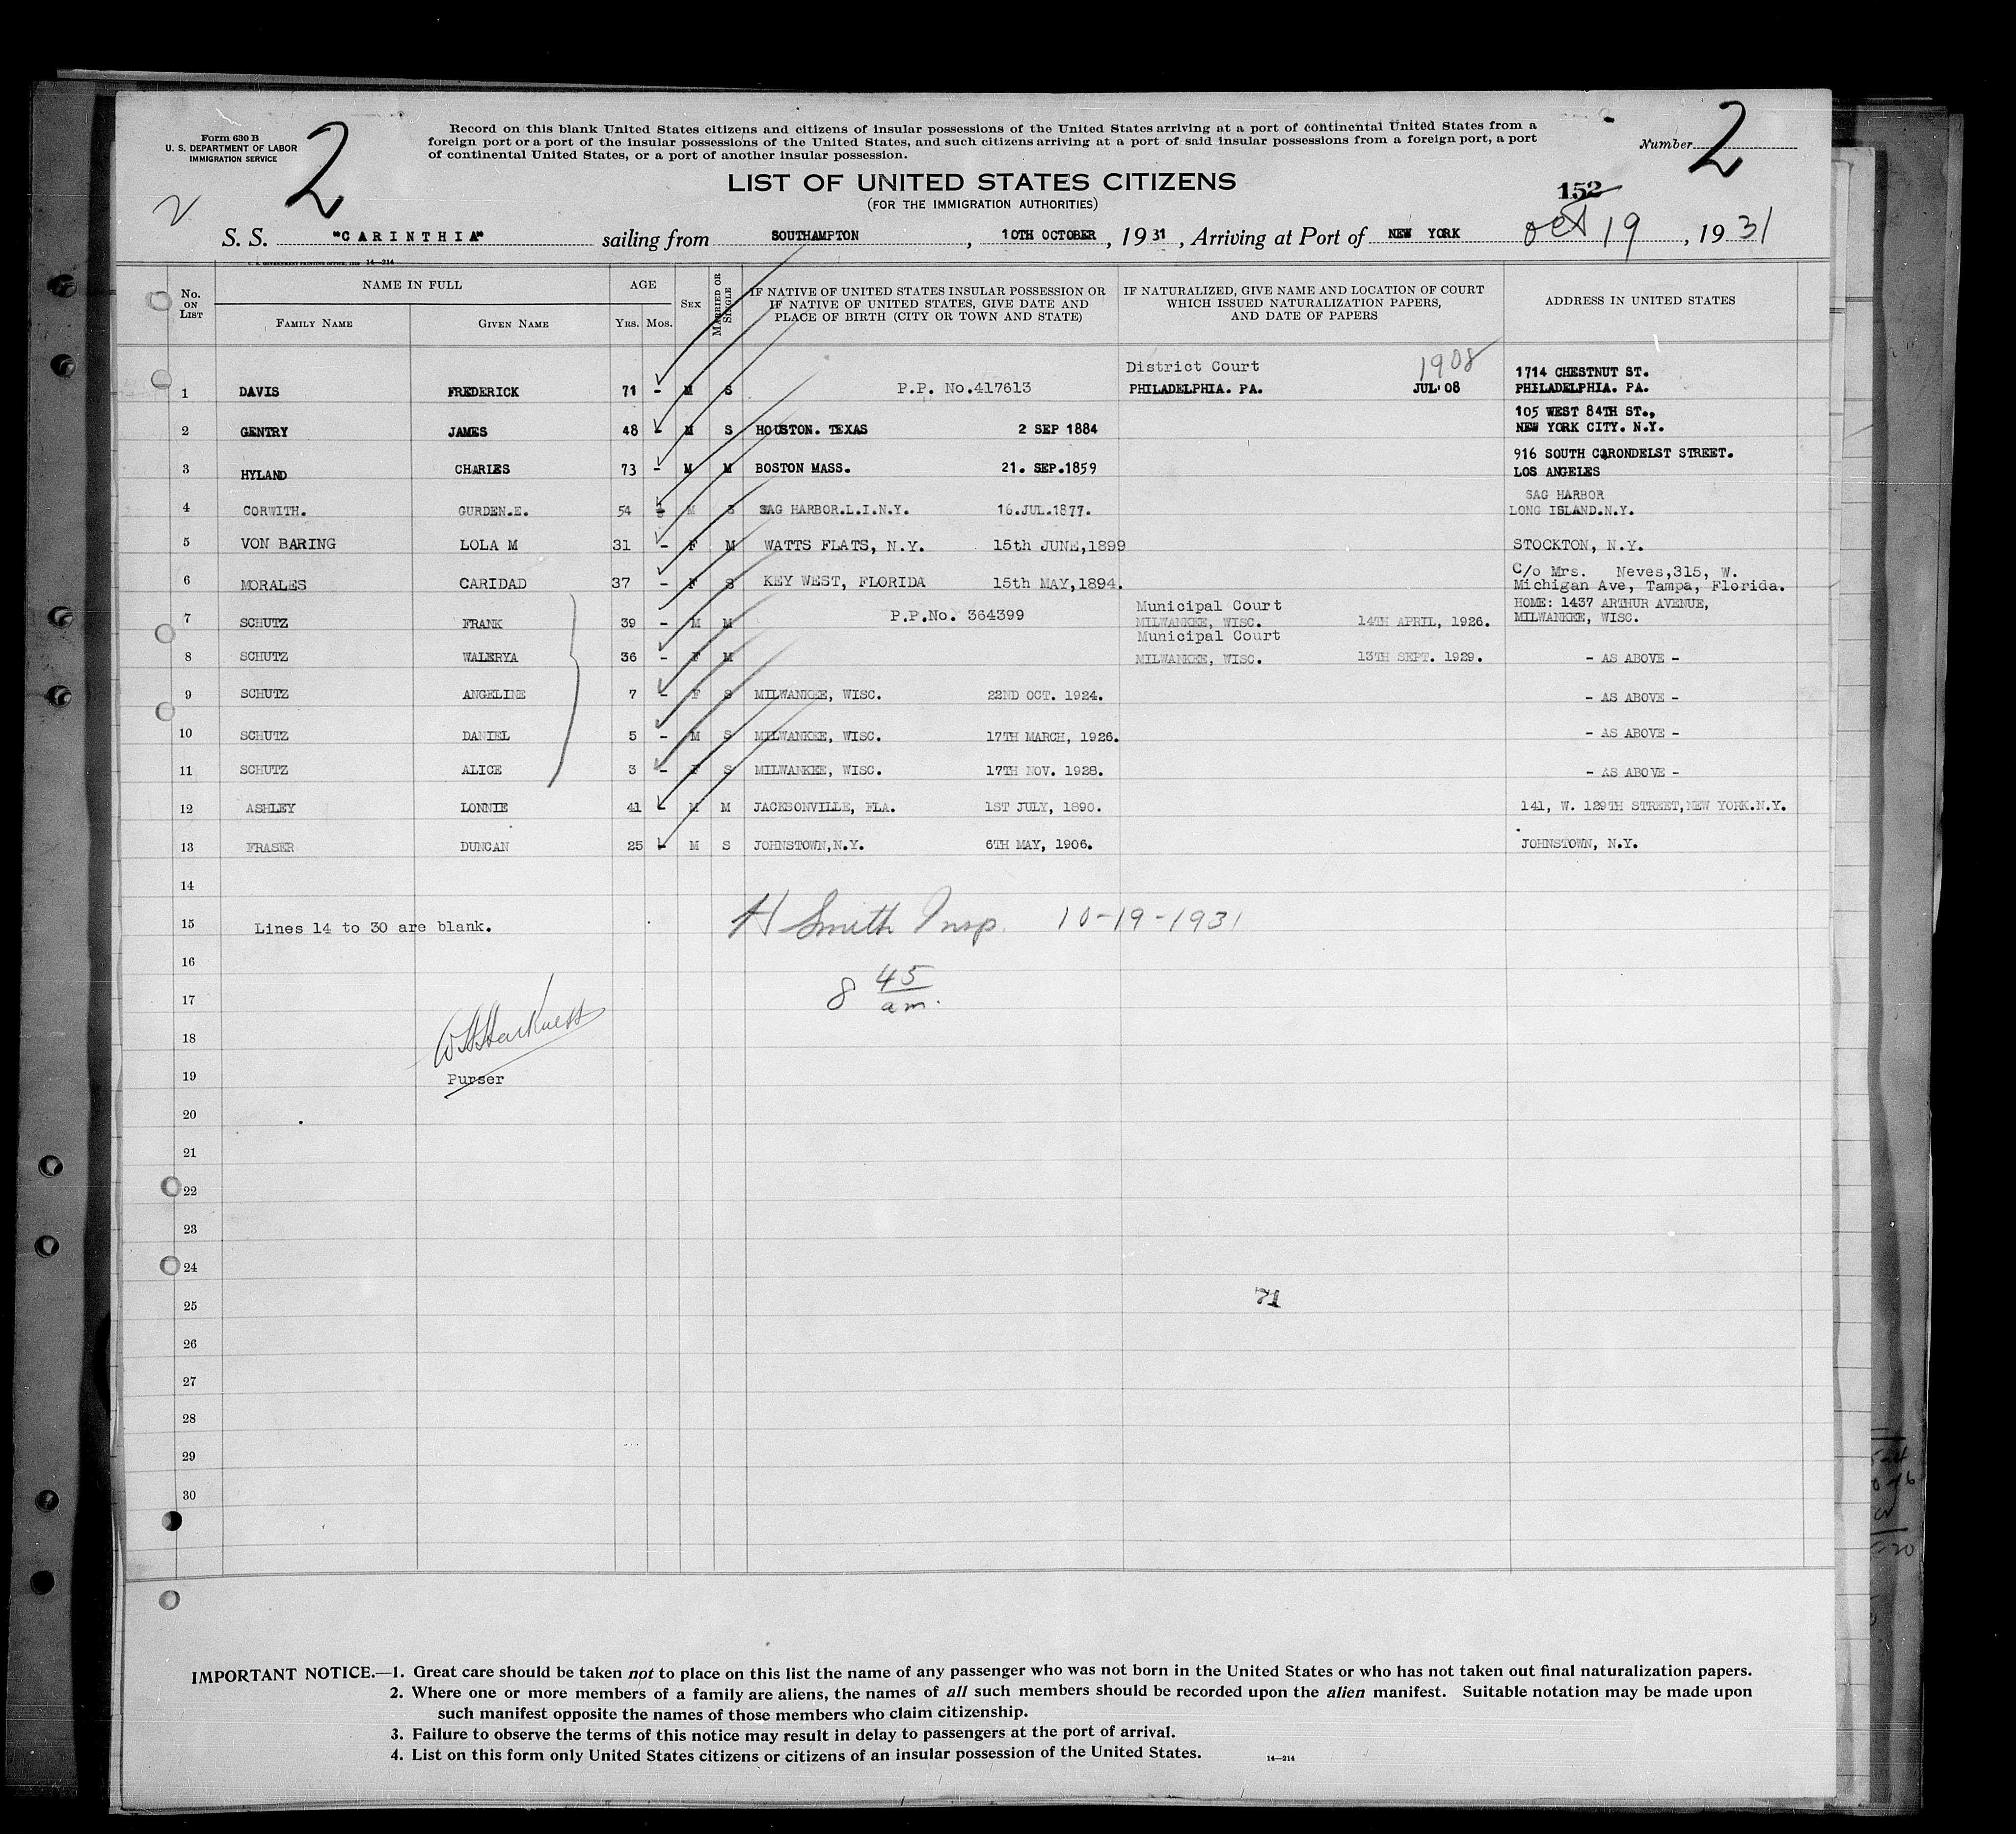 Form 630 B
U. S. DEPARTMENT OF LABOR
IMMIGRATION SERVICE
2
2
Record on this blank United States citizens and citizens of insular possessions of the United States arriving at a port of continental United States from a
foreign port or a port of the insular possessions of the United States, and such citizens arriving at a port of said insular possessions from a foreign port, a port
of continental United States, or a port of another insular possession.
Number 2
LIST OF UNITED STATES CITIZENS
(FOR THE IMMIGRATION AUTHORITIES)
152
S. S. "CARINTHIA" sailing from SOUTHAMPTON, 10TH OCTOBER, 1931, Arriving at Port of NEW YORK Oct 19, 1931
U. S. GOVERNMENT PRINTING OFFICE: 14—214
No. ON LIST NAME IN FULL AGE SEX MARRIED OR SINGLE IF NATIVE OF UNITED STATES INSULAR POSSESSION OR IF NATIVE OF UNITED STATES, GIVE DATE AND PLACE OF BIRTH (CITY OR TOWN AND STATE) IF NATURALIZED, GIVE NAME AND LOCATION OF COURT WHICH ISSUED NATURALIZATION PAPERS, AND DATE OF PAPERS ADDRESS IN UNITED STATES
FAMILY NAME GIVEN NAME YRS. MOS.
District Court 1908 1714 CHESTNUT ST.
1 DAVIS FREDERICK 71 - M S P.P. No.417613 PHILADELPHIA. PA. JUL' 08 PHILADELPHIA. PA.
105 WEST 84TH ST.,
2 GENTRY JAMES 48 - M S HOUSTON. TEXAS 2 SEP 1884 NEW YORK CITY. N.Y.
916 SOUTH CARONDELST STREET.
3 HYLAND CHARLES 73 - M M BOSTON MASS. 21. SEP.1859 LOS ANGELES
SAG HARBOR
4 CORWITH. GURDEN.E. 54 M S SAG HARBOR.L.I.N.Y. 16.JUL.1877. LONG ISLAND.N.Y.
5 VON BARING LOLA M 31 - F M WATTS FLATS, N.Y. 15th JUNE,1899 STOCKTON, N.Y.
C/o Mrs. Neves,315, W.
6 MORALES CARIDAD 37 - F S KEY WEST, FLORIDA 15th MAY,1894. Michigan Ave, Tampa, Florida.
Municipal Court HOME: 1437 ARTHUR AVENUE,
7 SCHUTZ FRANK 39 - M M P.P.No. 364399 MILWANKEE, WISC. 14TH APRIL, 1926. MILWANKEE, WISC.
Municipal Court
8 SCHUTZ WALERYA 36 - F M MILWANKEE, WISC. 13TH SEPT. 1929. - AS ABOVE -
9 SCHUTZ ANGELINE 7 - F S MILWANKEE, WISC. 22ND OCT. 1924. - AS ABOVE -
10 SCHUTZ DANIEL 5 - M S MILWANKEE, WISC. 17TH MARCH, 1926. - AS ABOVE -
11 SCHUTZ ALICE 3 - F S MILWANKEE, WISC. 17TH NOV. 1928. - AS ABOVE -
12 ASHLEY LONNIE 41 - M M JACKSONVILLE, FLA. 1ST JULY, 1890. 141, W. 129TH STREET,NEW YORK.N.Y.
13 FRASER DUNCAN 25 - M S JOHNSTOWN,N.Y. 6TH MAY, 1906. JOHNSTOWN, N.Y.
14
15 Lines 14 to 30 are blank. H Smith Insp. 10-19-1931
16
17 8 45 am.
18 W H Harkness
19 Purser
20
21
22
23
24
25 71
26
27
28
29
30
IMPORTANT NOTICE.—1. Great care should be taken not to place on this list the name of any passenger who was not born in the United States or who has not taken out final naturalization papers.
2. Where one or more members of a family are aliens, the names of all such members should be recorded upon the alien manifest. Suitable notation may be made upon
such manifest opposite the names of those members who claim citizenship.
3. Failure to observe the terms of this notice may result in delay to passengers at the port of arrival.
4. List on this form only United States citizens or citizens of an insular possession of the United States. 14—214